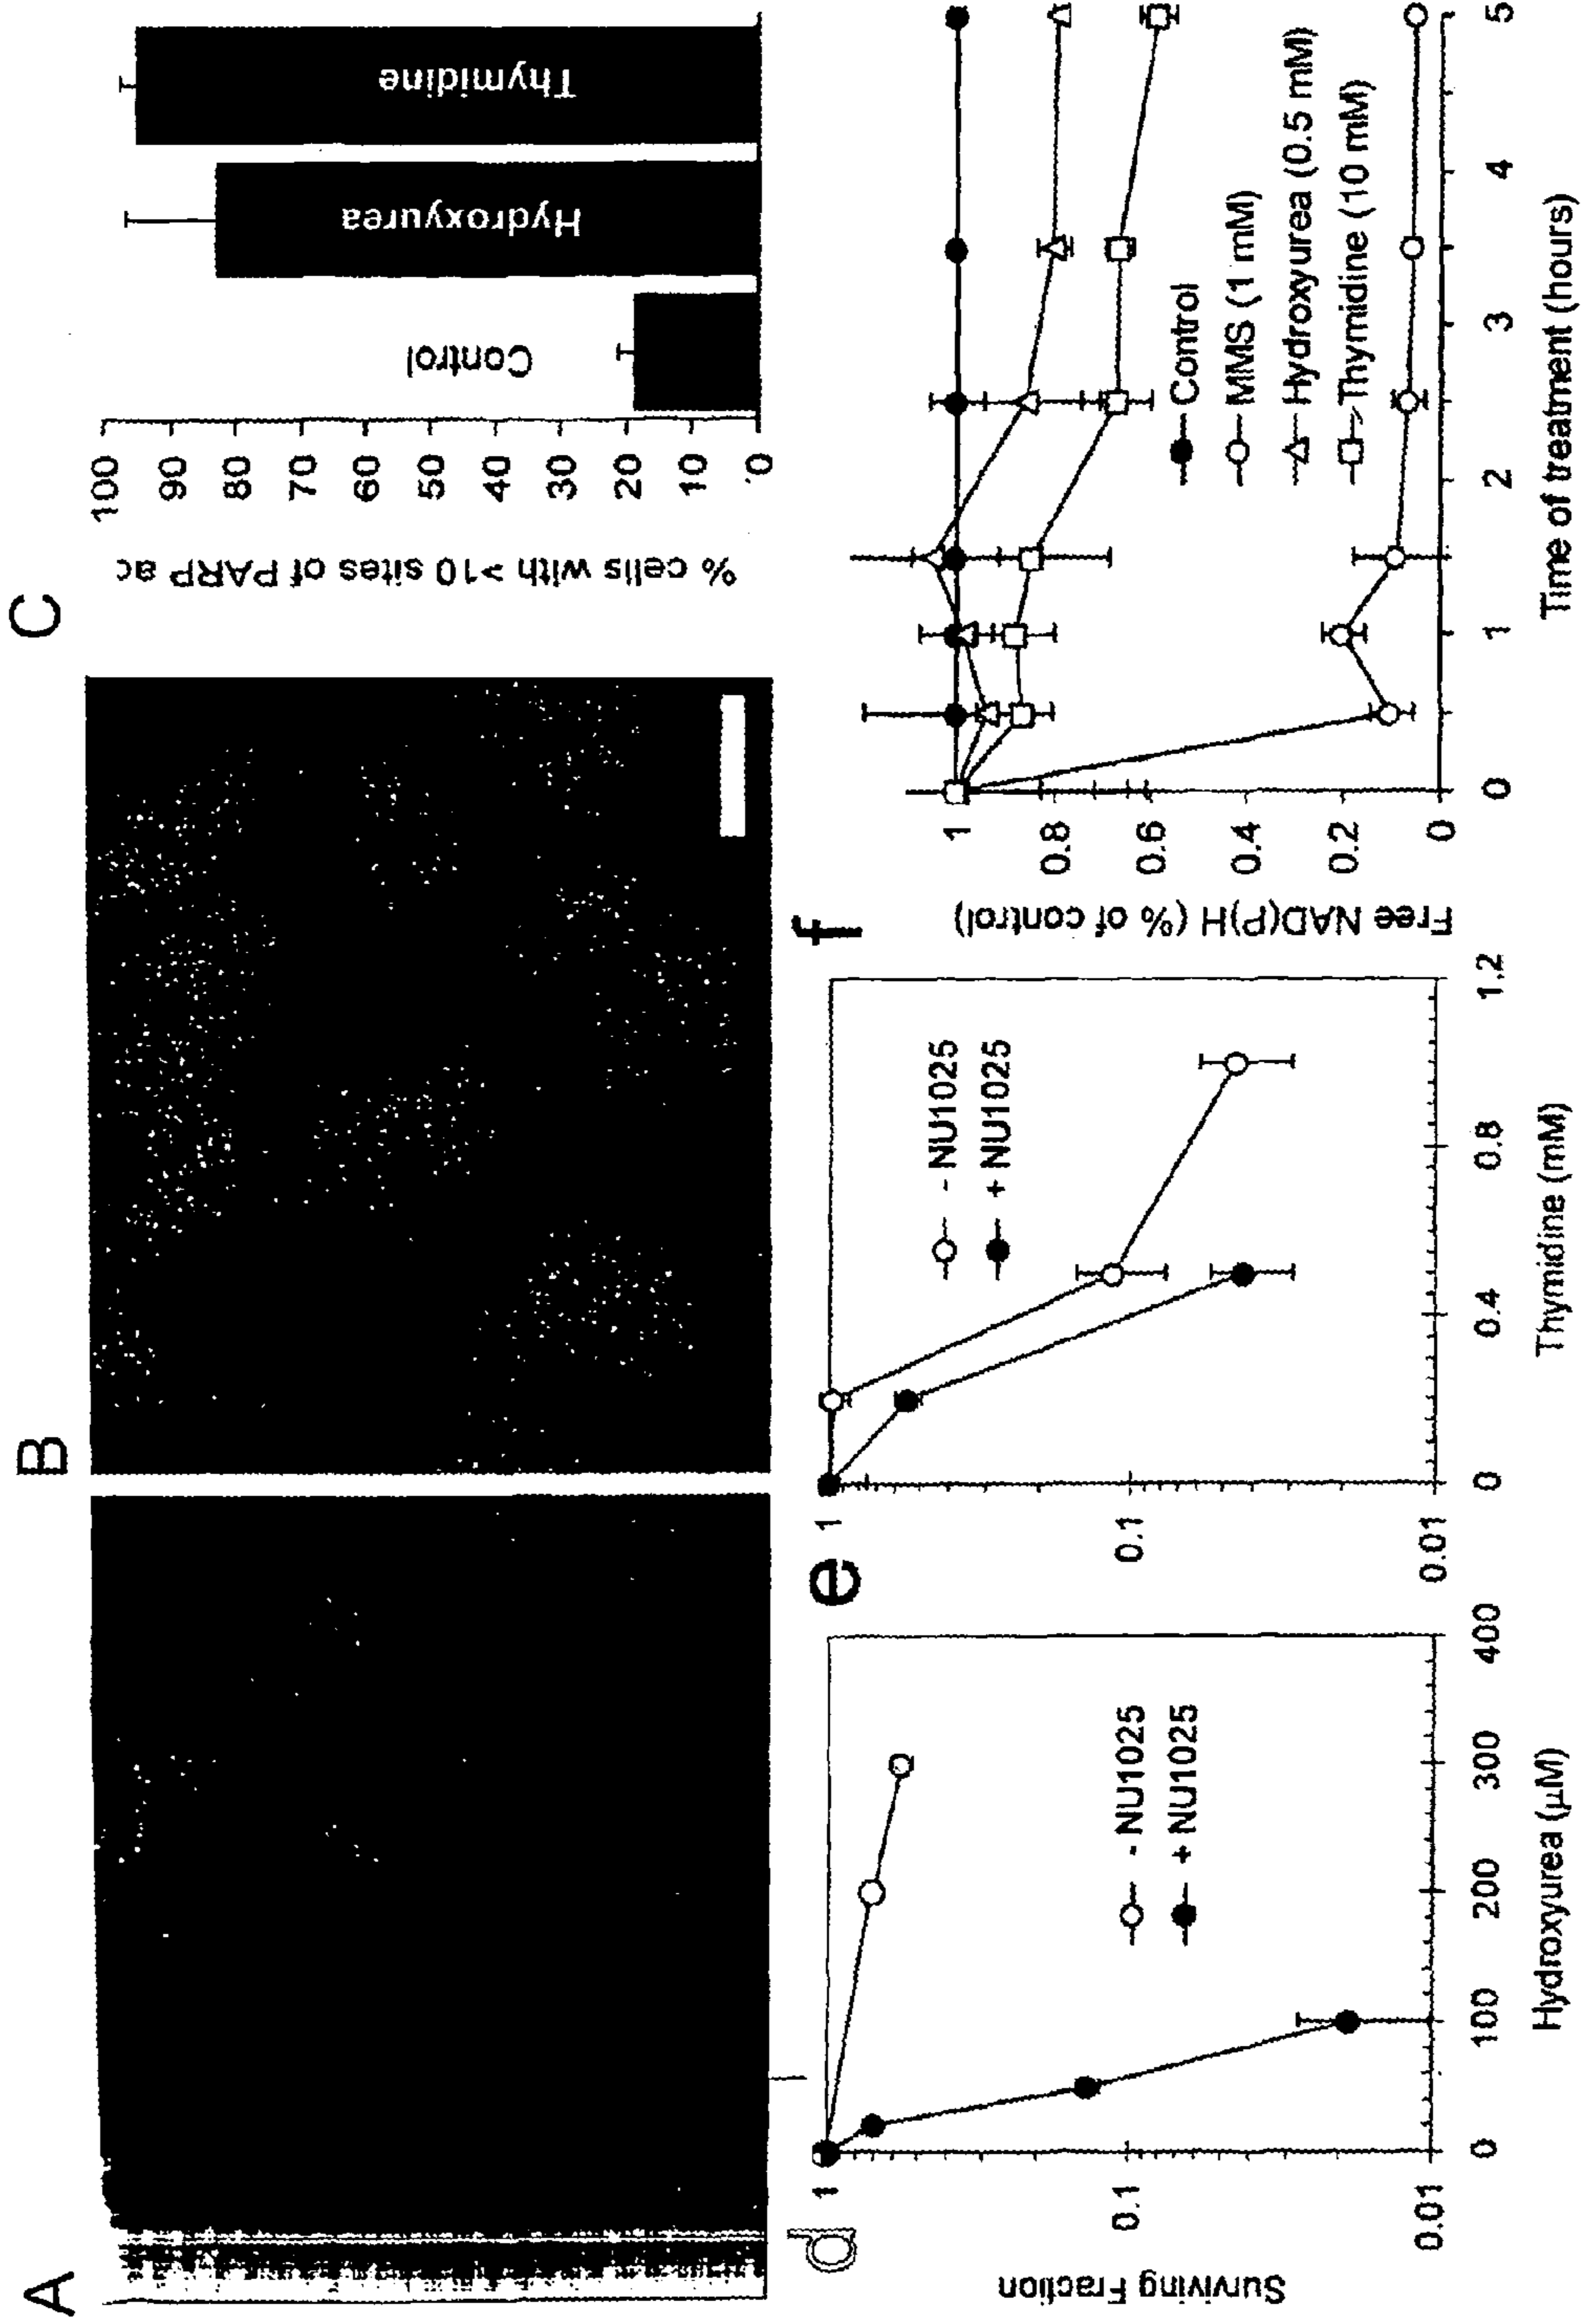 A
B
C
% cells with >10 sites of PARP ac
100
90
80
70
60
50
40
30
20
10
0
Control
Hydroxyurea
Thymidine
d
Surviving Fraction
1
0.1
0.01
- NU1025
+ NU1025
0 100 200 300 400
Hydroxyurea (µM)
e
1
0.1
0.01
- NU1025
+ NU1025
0 0.4 0.8 1.2
Thymidine (mM)
f
Free NAD(P)H (% of control)
1
0.8
0.6
0.4
0.2
0
Control
MMS (1 mM)
Hydroxyurea (0.5 mM)
Thymidine (10 mM)
0 1 2 3 4 5
Time of treatment (hours)